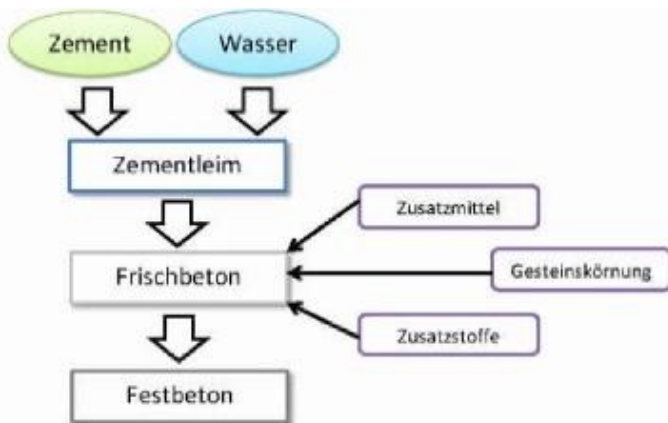 Zement
Wasser
Zementleim
Zusatzmittel
Frischbeton
Gesteinskörnung
Zusatzstoffe
Festbeton